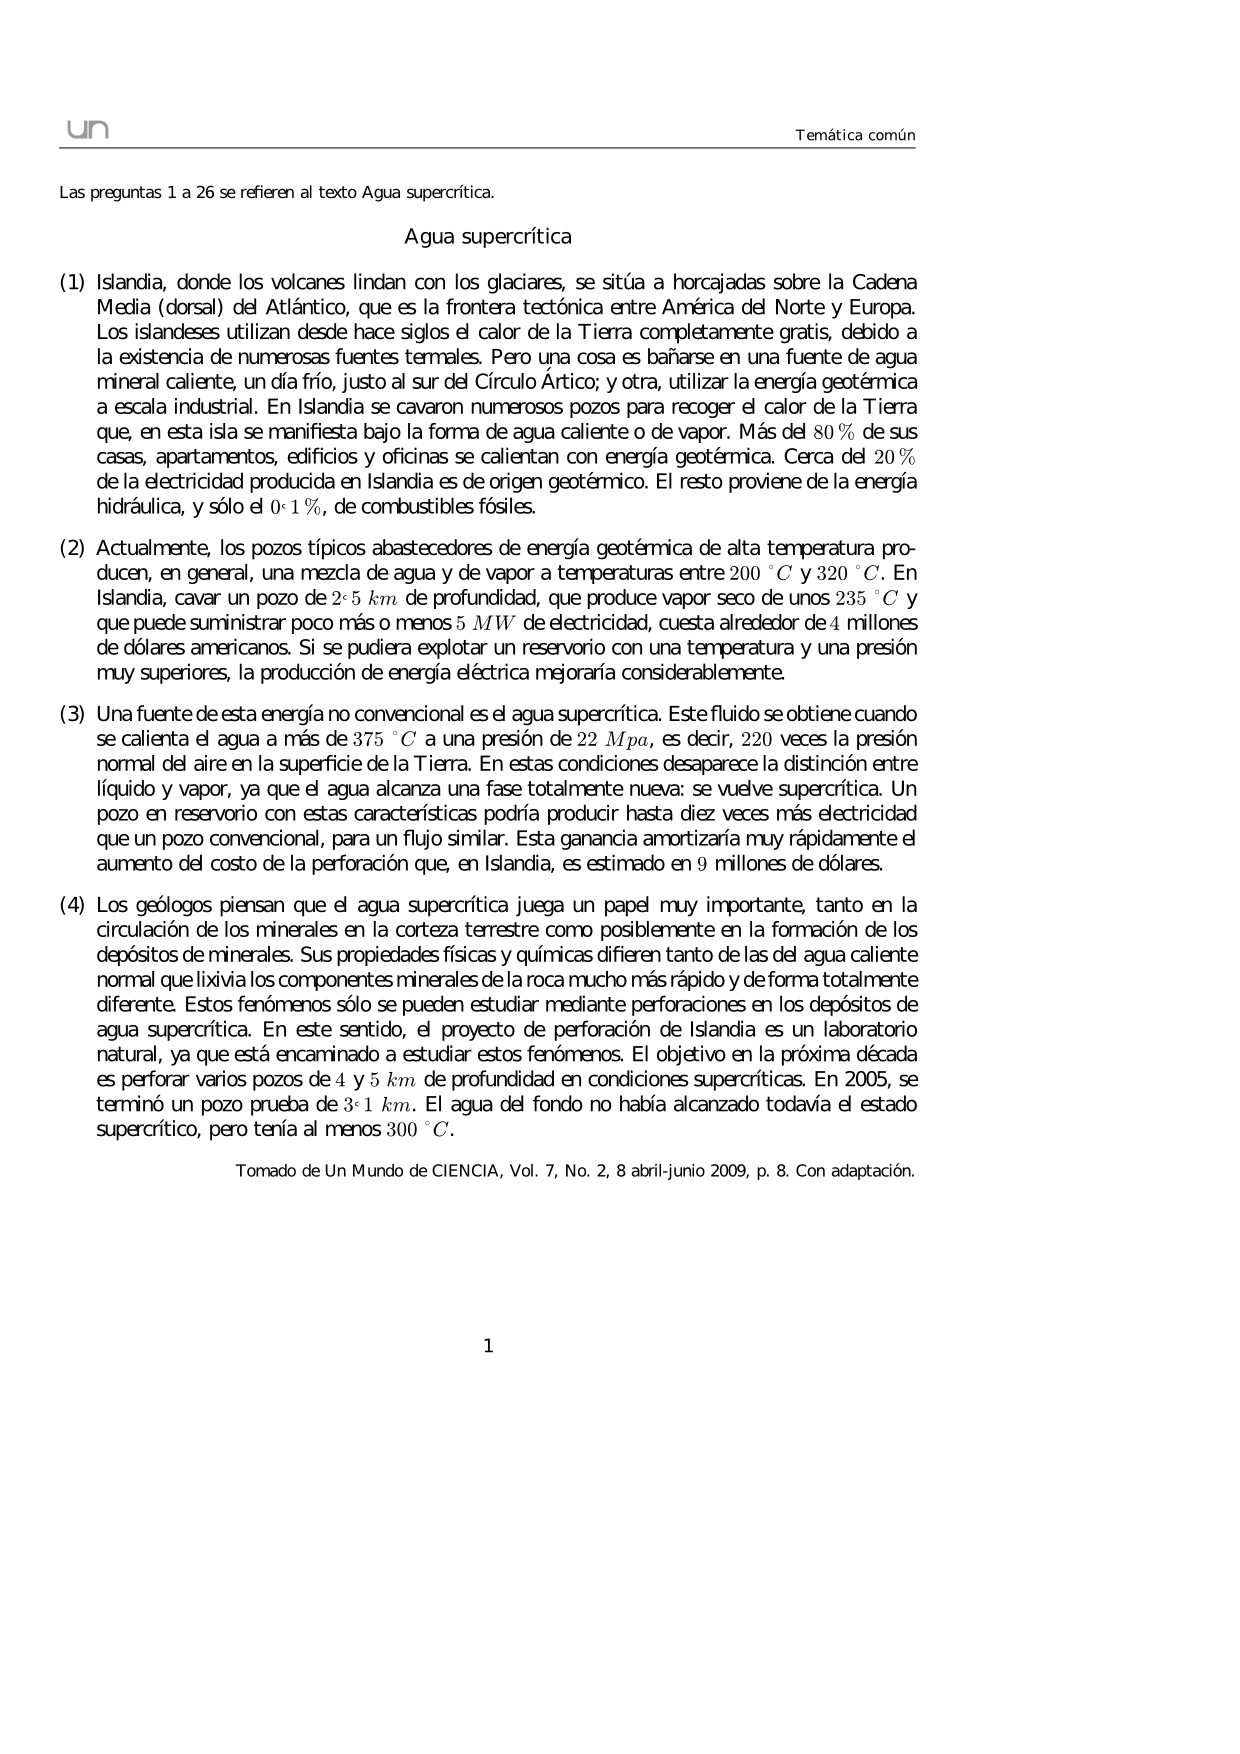 un
Temática común
Las preguntas 1 a 26 se refieren al texto Agua supercrítica.
Agua supercrítica
(1) Islandia, donde los volcanes lindan con los glaciares, se sitúa a horcajadas sobre la Cadena
Media (dorsal) del Atlántico, que es la frontera tectónica entre América del Norte y Europa.
Los islandeses utilizan desde hace siglos el calor de la Tierra completamente gratis, debido a
la existencia de numerosas fuentes termales. Pero una cosa es bañarse en una fuente de agua
mineral caliente, un día frío, justo al sur del Círculo Ártico; y otra, utilizar la energía geotérmica
a escala industrial. En Islandia se cavaron numerosos pozos para recoger el calor de la Tierra
que, en esta isla se manifiesta bajo la forma de agua caliente o de vapor. Más del 80 % de sus
casas, apartamentos, edificios y oficinas se calientan con energía geotérmica. Cerca del 20 %
de la electricidad producida en Islandia es de origen geotérmico. El resto proviene de la energía
hidráulica, y sólo el 0‘1 %, de combustibles fósiles.
(2) Actualmente, los pozos típicos abastecedores de energía geotérmica de alta temperatura pro-
ducen, en general, una mezcla de agua y de vapor a temperaturas entre 200 °C y 320 °C. En
Islandia, cavar un pozo de 2‘5 km de profundidad, que produce vapor seco de unos 235 °C y
que puede suministrar poco más o menos 5 MW de electricidad, cuesta alrededor de 4 millones
de dólares americanos. Si se pudiera explotar un reservorio con una temperatura y una presión
muy superiores, la producción de energía eléctrica mejoraría considerablemente.
(3) Una fuente de esta energía no convencional es el agua supercrítica. Este fluido se obtiene cuando
se calienta el agua a más de 375 °C a una presión de 22 Mpa, es decir, 220 veces la presión
normal del aire en la superficie de la Tierra. En estas condiciones desaparece la distinción entre
líquido y vapor, ya que el agua alcanza una fase totalmente nueva: se vuelve supercrítica. Un
pozo en reservorio con estas características podría producir hasta diez veces más electricidad
que un pozo convencional, para un flujo similar. Esta ganancia amortizaría muy rápidamente el
aumento del costo de la perforación que, en Islandia, es estimado en 9 millones de dólares.
(4) Los geólogos piensan que el agua supercrítica juega un papel muy importante, tanto en la
circulación de los minerales en la corteza terrestre como posiblemente en la formación de los
depósitos de minerales. Sus propiedades físicas y químicas difieren tanto de las del agua caliente
normal que lixivia los componentes minerales de la roca mucho más rápido y de forma totalmente
diferente. Estos fenómenos sólo se pueden estudiar mediante perforaciones en los depósitos de
agua supercrítica. En este sentido, el proyecto de perforación de Islandia es un laboratorio
natural, ya que está encaminado a estudiar estos fenómenos. El objetivo en la próxima década
es perforar varios pozos de 4 y 5 km de profundidad en condiciones supercríticas. En 2005, se
terminó un pozo prueba de 3‘1 km. El agua del fondo no había alcanzado todavía el estado
supercrítico, pero tenía al menos 300 °C.
Tomado de Un Mundo de CIENCIA, Vol. 7, No. 2, 8 abril-junio 2009, p. 8. Con adaptación.
1